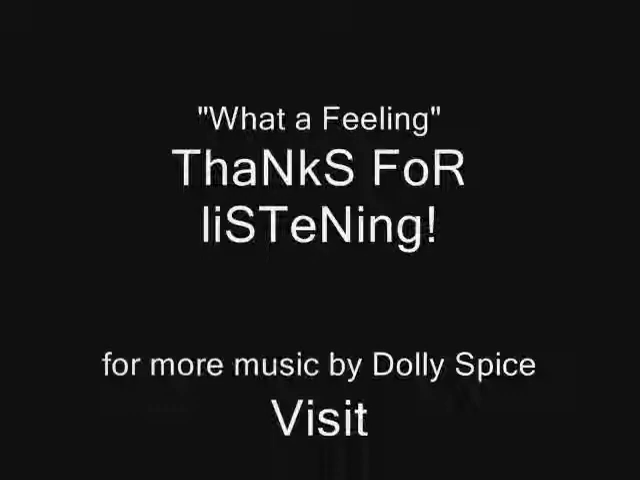 "What a Feeling"
ThaNkS FoR
liSTeNing!
for more music by Dolly Spice
Visit